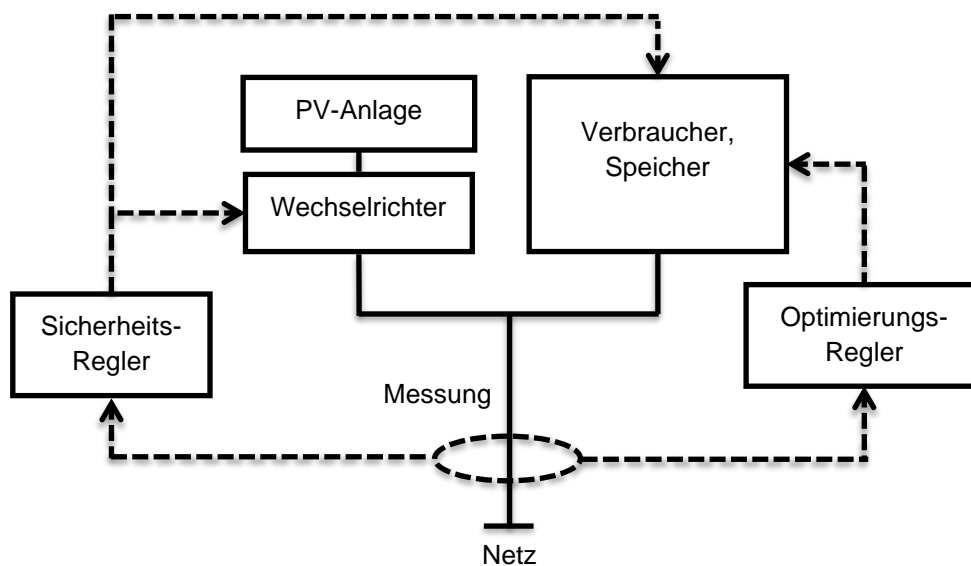 PV-Anlage
Verbraucher,
Speicher
Wechselrichter
Sicherheits-
Regler
Optimierungs-
Regler
Messung
Netz